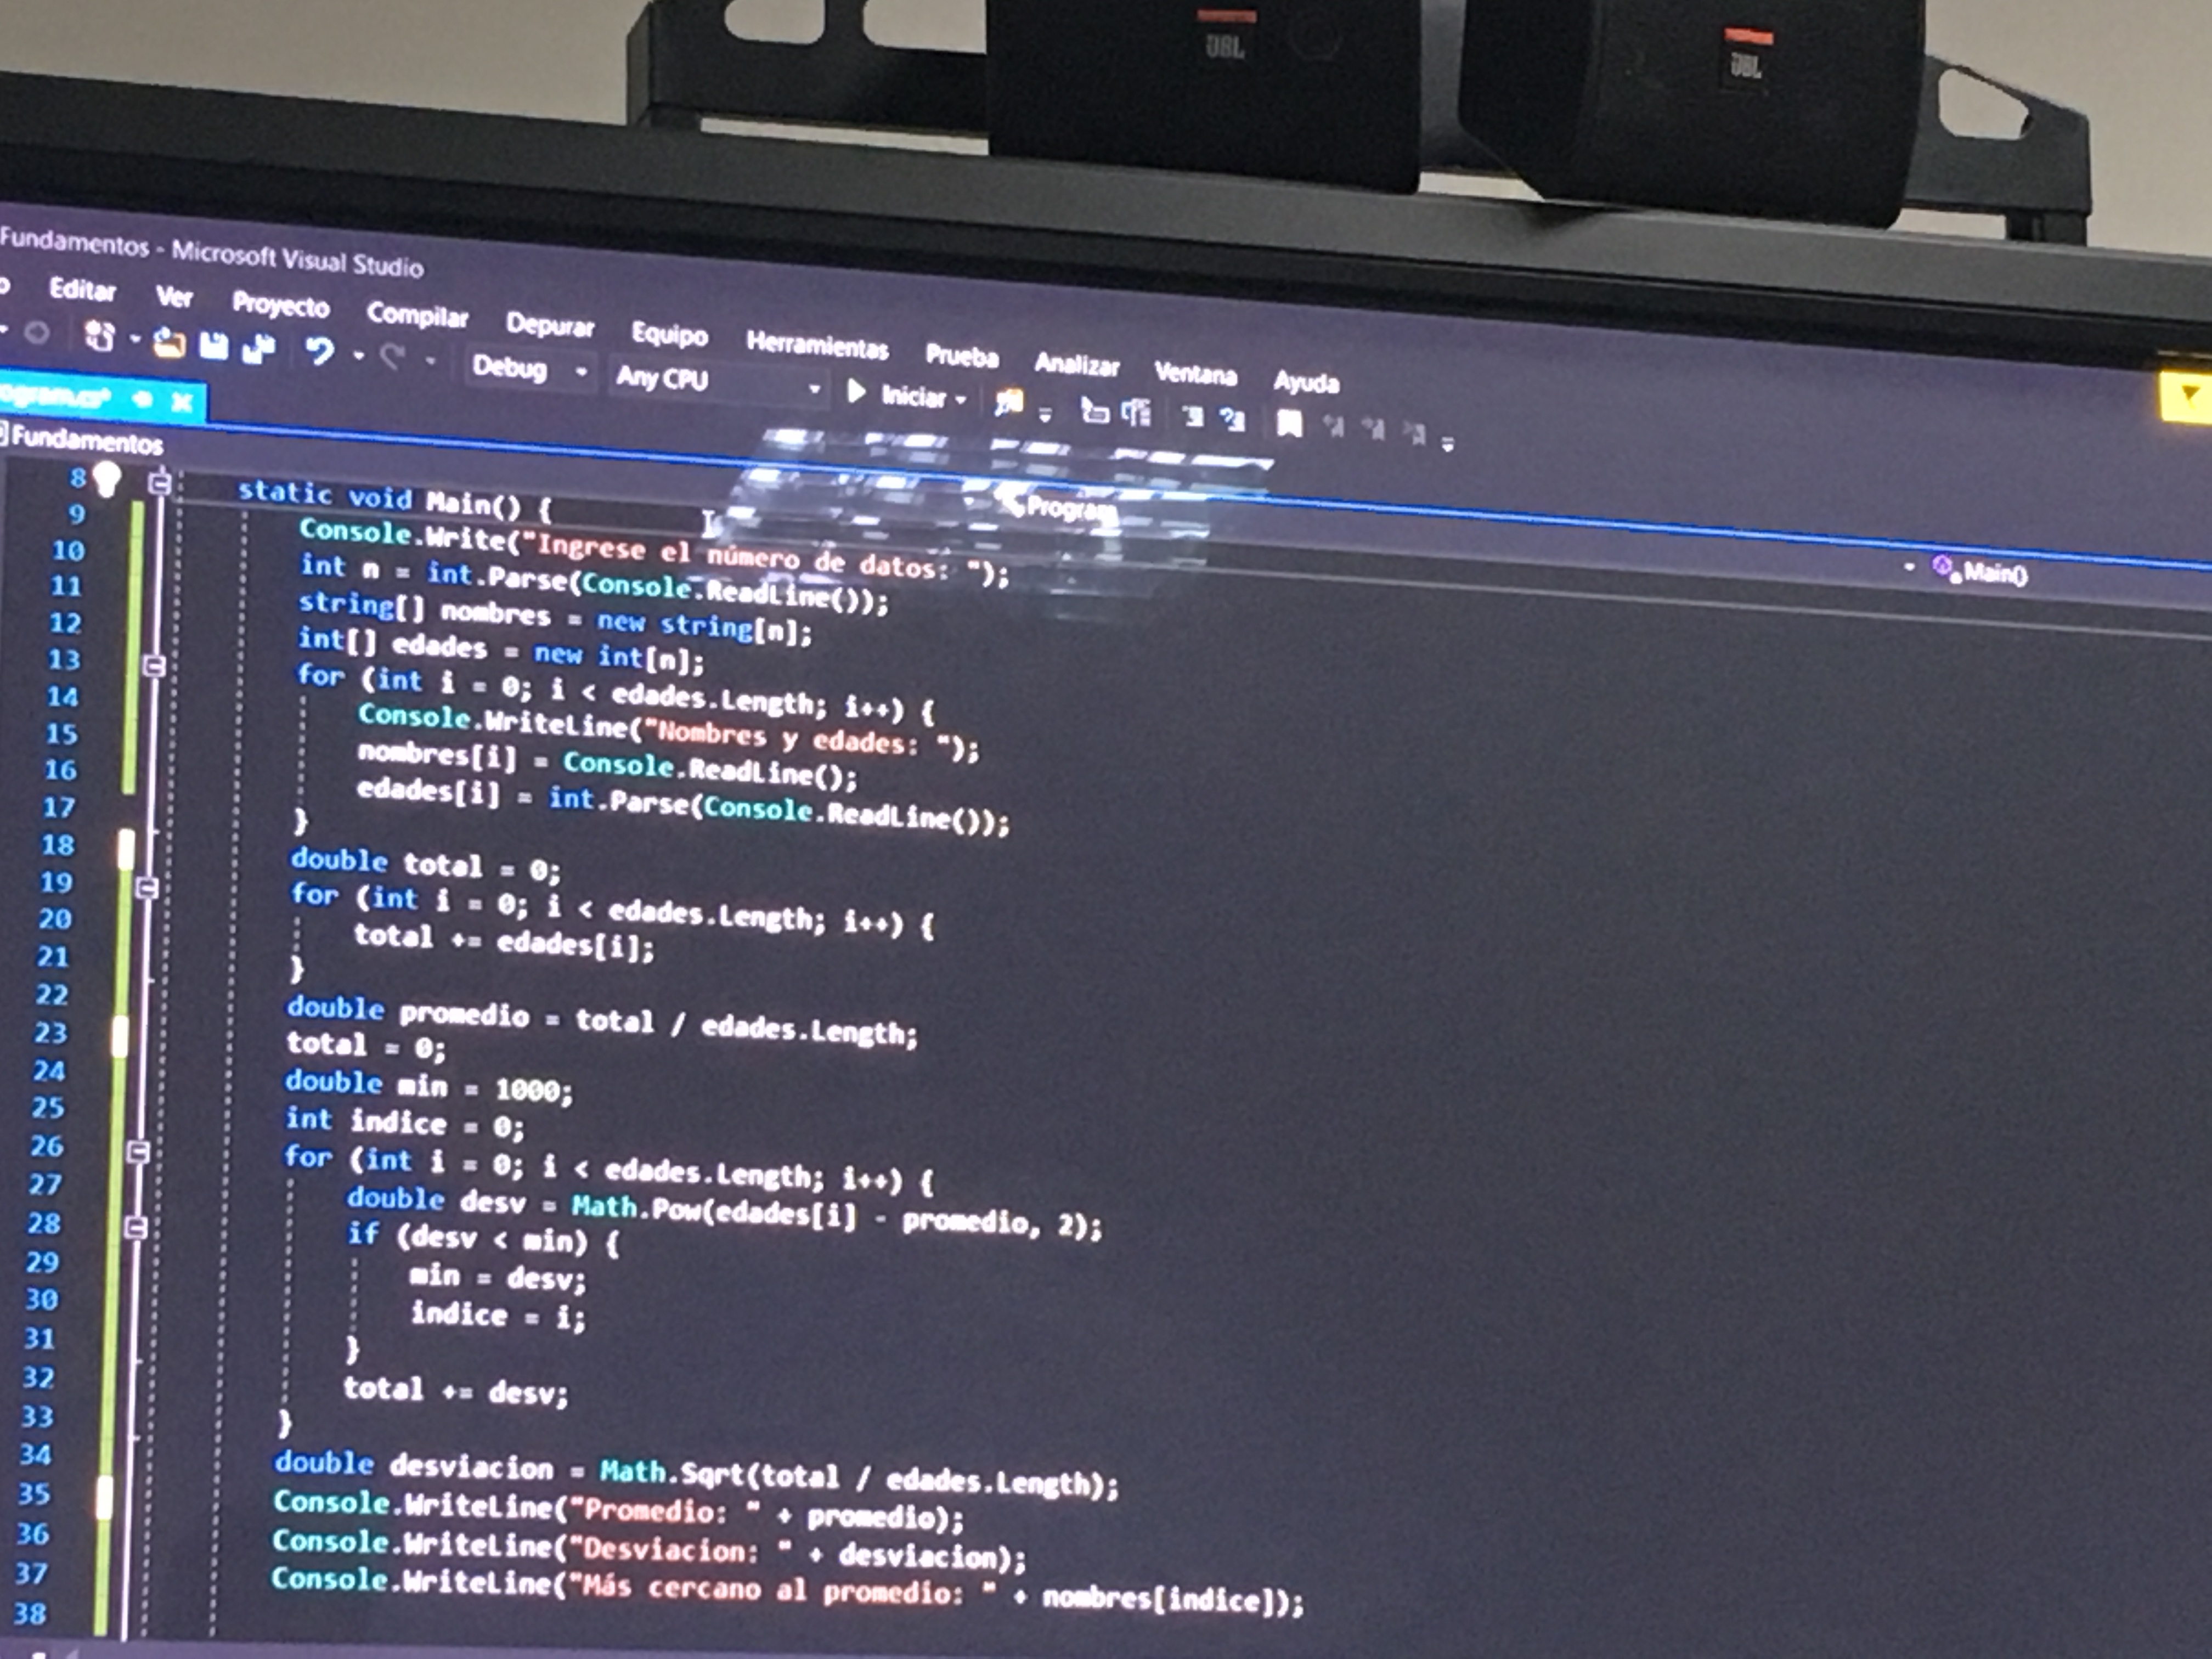 JBL
JBL
Fundamentos - Microsoft Visual Studio
Editar Ver Proyecto Compilar Depurar Equipo Herramientas Prueba Analizar Ventana Ayuda
Debug Any CPU Iniciar
ogram.cs*
Fundamentos Program Main()
8 static void Main() {
9 Console.Write("Ingrese el número de datos: ");
10 int n = int.Parse(Console.ReadLine());
11 string[] nombres = new string[n];
12 int[] edades = new int[n];
13 for (int i = 0; i < edades.Length; i++) {
14 Console.WriteLine("Nombres y edades: ");
15 nombres[i] = Console.ReadLine();
16 edades[i] = int.Parse(Console.ReadLine());
17 }
18 double total = 0;
19 for (int i = 0; i < edades.Length; i++) {
20 total += edades[i];
21 }
22 double promedio = total / edades.Length;
23 total = 0;
24 double min = 1000;
25 int indice = 0;
26 for (int i = 0; i < edades.Length; i++) {
27 double desv = Math.Pow(edades[i] - promedio, 2);
28 if (desv < min) {
29 min = desv;
30 indice = i;
31 }
32 total += desv;
33 }
34 double desviacion = Math.Sqrt(total / edades.Length);
35 Console.WriteLine("Promedio: " + promedio);
36 Console.WriteLine("Desviacion: " + desviacion);
37 Console.WriteLine("Más cercano al promedio: " + nombres[indice]);
38